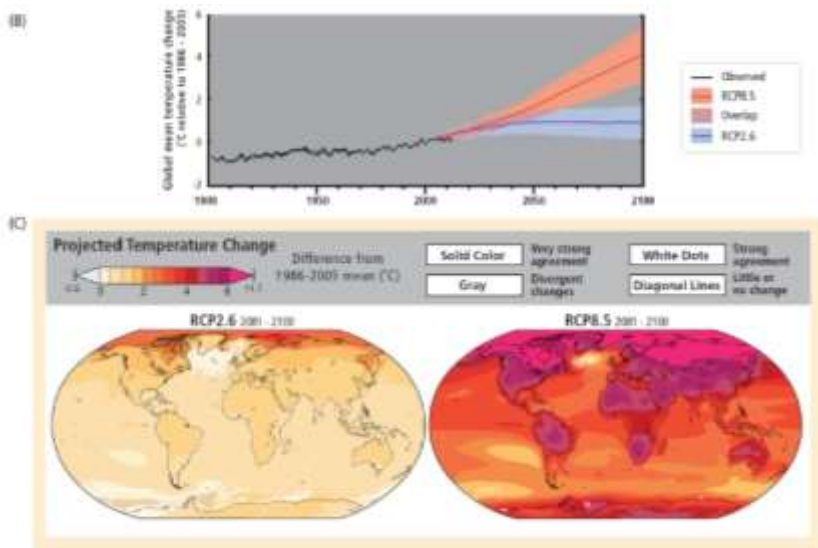 (B)
Global mean temperature change
(°C relative to 1986 - 2005)
6
4
2
0
-2
1900
1950
2000
2050
2100
Observed
RCP8.5
Overlap
RCP2.6
(C)
Projected Temperature Change
Difference from
1986-2005 mean (°C)
0
2
4
6
Solid Color
Very strong
agreement
White Dots
Strong
agreement
Gray
Divergent
changes
Diagonal Lines
Little or
no change
RCP2.6 2081 - 2100
RCP8.5 2081 - 2100